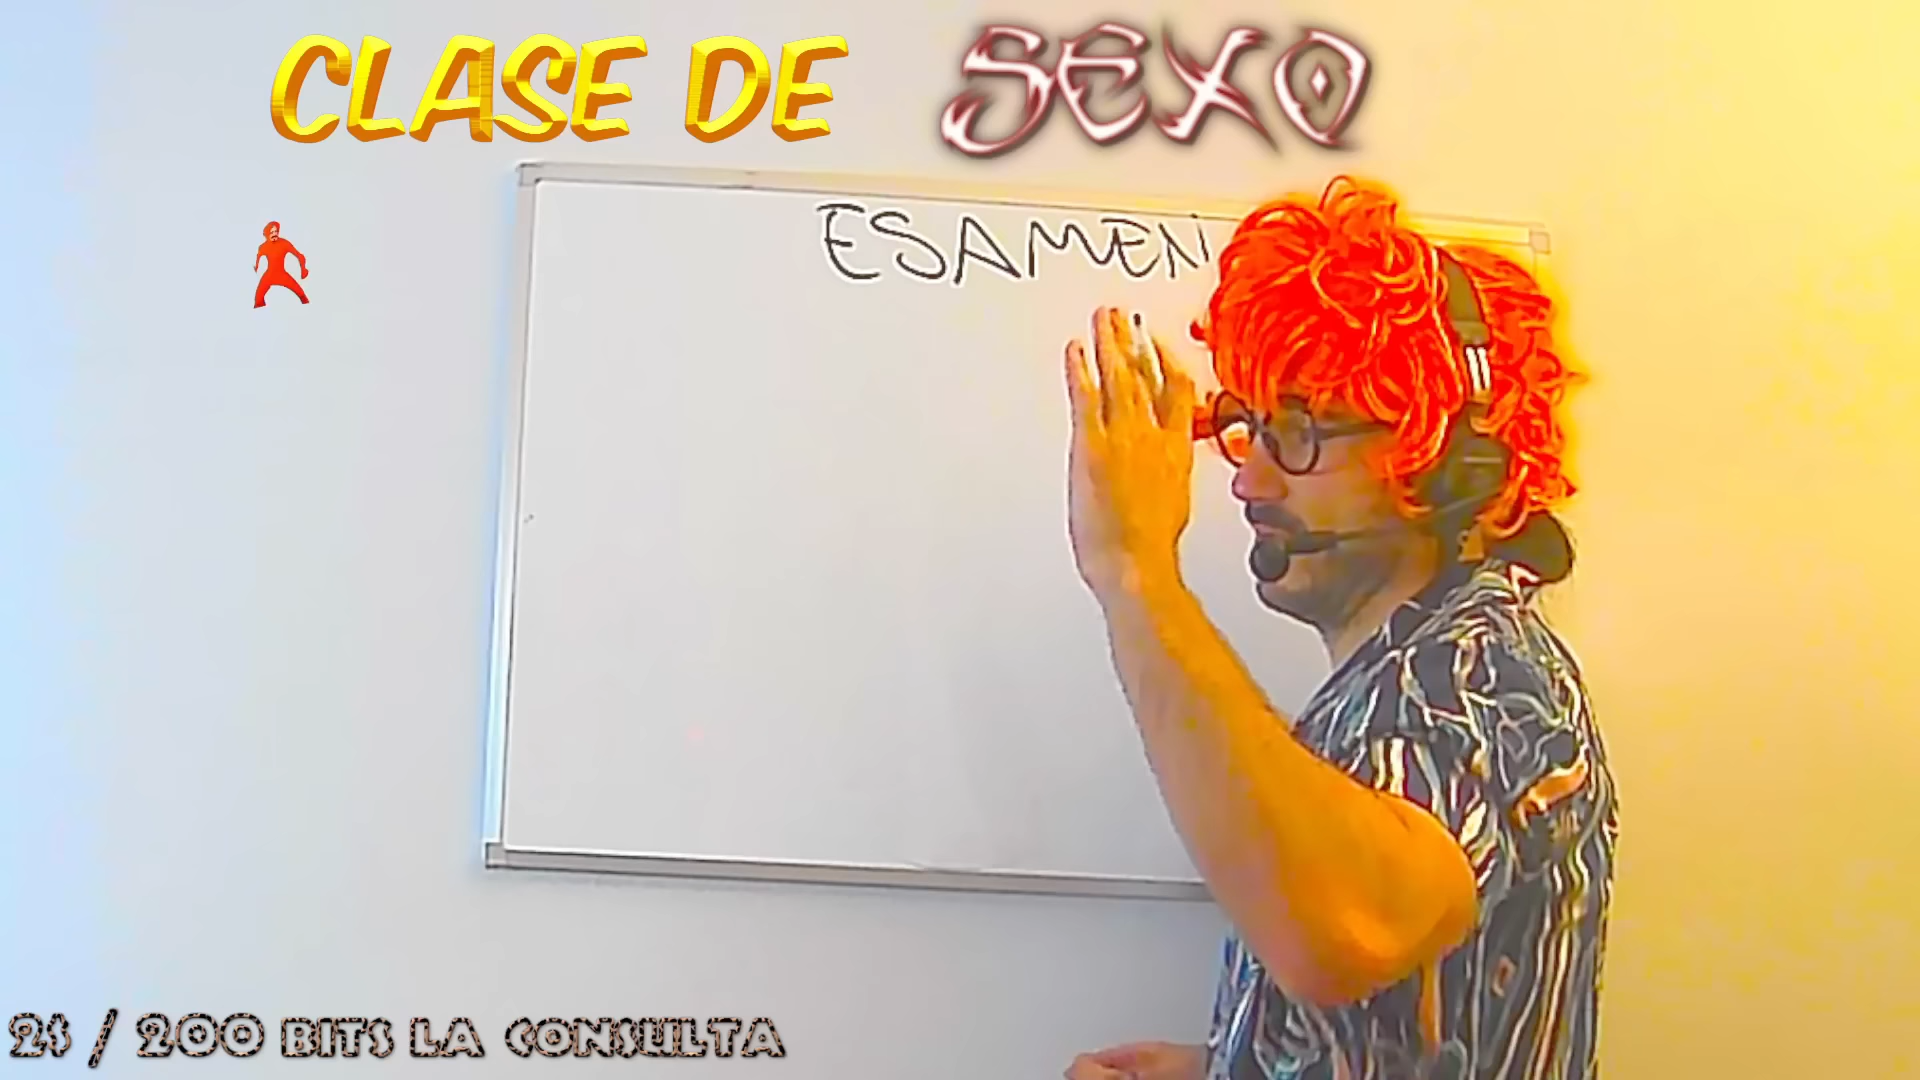 CLASE DE SEXO
ESAMEN
2$ / 200 BITS LA CONSULTA